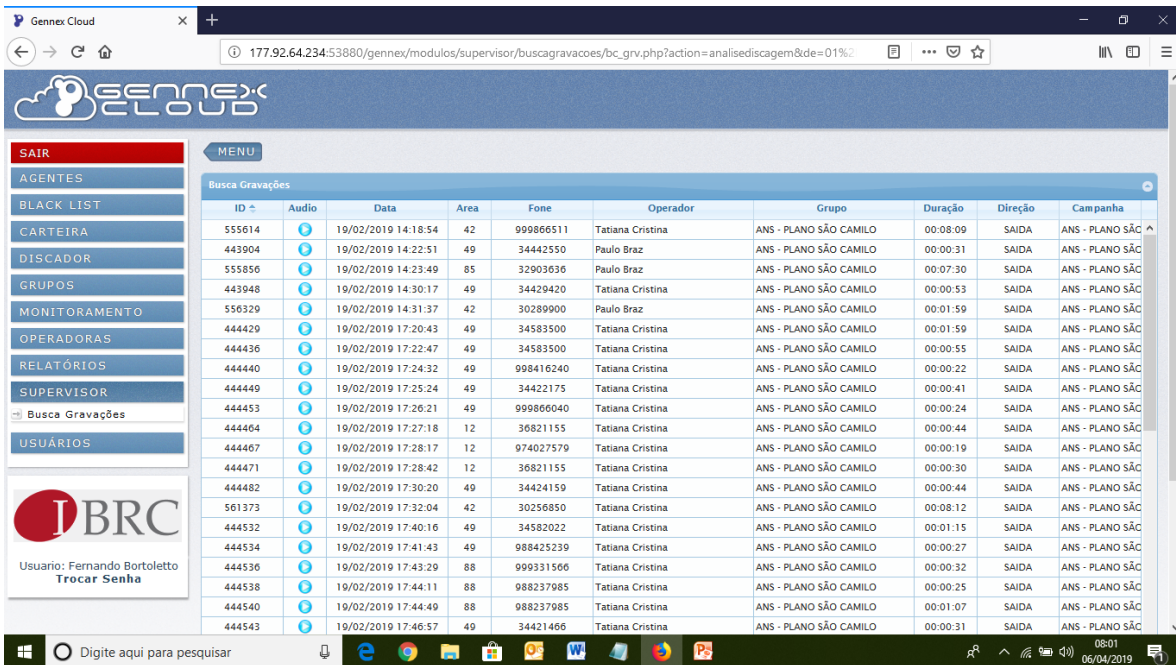 Gennex Cloud
177.92.64.234:53880/gennex/modulos/supervisor/buscagravacoes/bc_grv.php?action=analisediscagem&de=01%2
GENNEX CLOUD
SAIR
AGENTES
BLACK LIST
CARTEIRA
DISCADOR
GRUPOS
MONITORAMENTO
OPERADORAS
RELATÓRIOS
SUPERVISOR
Busca Gravações
USUÁRIOS
IBRC
Usuario: Fernando Bortoletto
Trocar Senha
MENU
Busca Gravações
ID Audio Data Area Fone Operador Grupo Duração Direção Campanha
555614 19/02/2019 14:18:54 42 999866511 Tatiana Cristina ANS - PLANO SÃO CAMILO 00:08:09 SAIDA ANS - PLANO SÃO
443904 19/02/2019 14:22:51 49 34442550 Paulo Braz ANS - PLANO SÃO CAMILO 00:00:31 SAIDA ANS - PLANO SÃO
555856 19/02/2019 14:23:49 85 32903636 Paulo Braz ANS - PLANO SÃO CAMILO 00:07:30 SAIDA ANS - PLANO SÃO
443948 19/02/2019 14:30:17 49 34429420 Tatiana Cristina ANS - PLANO SÃO CAMILO 00:00:53 SAIDA ANS - PLANO SÃO
556329 19/02/2019 14:31:37 42 30289900 Paulo Braz ANS - PLANO SÃO CAMILO 00:01:59 SAIDA ANS - PLANO SÃO
444429 19/02/2019 17:20:43 49 34583500 Tatiana Cristina ANS - PLANO SÃO CAMILO 00:01:59 SAIDA ANS - PLANO SÃO
444436 19/02/2019 17:22:47 49 34583500 Tatiana Cristina ANS - PLANO SÃO CAMILO 00:00:55 SAIDA ANS - PLANO SÃO
444440 19/02/2019 17:24:32 49 998416240 Tatiana Cristina ANS - PLANO SÃO CAMILO 00:00:22 SAIDA ANS - PLANO SÃO
444449 19/02/2019 17:25:24 49 34422175 Tatiana Cristina ANS - PLANO SÃO CAMILO 00:00:41 SAIDA ANS - PLANO SÃO
444453 19/02/2019 17:26:21 49 999866040 Tatiana Cristina ANS - PLANO SÃO CAMILO 00:00:24 SAIDA ANS - PLANO SÃO
444464 19/02/2019 17:27:18 12 36821155 Tatiana Cristina ANS - PLANO SÃO CAMILO 00:00:44 SAIDA ANS - PLANO SÃO
444467 19/02/2019 17:28:17 12 974027579 Tatiana Cristina ANS - PLANO SÃO CAMILO 00:00:19 SAIDA ANS - PLANO SÃO
444471 19/02/2019 17:28:42 12 36821155 Tatiana Cristina ANS - PLANO SÃO CAMILO 00:00:30 SAIDA ANS - PLANO SÃO
444482 19/02/2019 17:30:20 49 34424159 Tatiana Cristina ANS - PLANO SÃO CAMILO 00:00:44 SAIDA ANS - PLANO SÃO
561373 19/02/2019 17:32:04 42 30256850 Tatiana Cristina ANS - PLANO SÃO CAMILO 00:08:12 SAIDA ANS - PLANO SÃO
444532 19/02/2019 17:40:16 49 34582022 Tatiana Cristina ANS - PLANO SÃO CAMILO 00:01:15 SAIDA ANS - PLANO SÃO
444534 19/02/2019 17:41:43 49 988425239 Tatiana Cristina ANS - PLANO SÃO CAMILO 00:00:27 SAIDA ANS - PLANO SÃO
444536 19/02/2019 17:43:29 88 999331566 Tatiana Cristina ANS - PLANO SÃO CAMILO 00:00:32 SAIDA ANS - PLANO SÃO
444538 19/02/2019 17:44:11 88 988237985 Tatiana Cristina ANS - PLANO SÃO CAMILO 00:00:25 SAIDA ANS - PLANO SÃO
444540 19/02/2019 17:44:49 88 988237985 Tatiana Cristina ANS - PLANO SÃO CAMILO 00:01:07 SAIDA ANS - PLANO SÃO
444543 19/02/2019 17:46:57 49 34421466 Tatiana Cristina ANS - PLANO SÃO CAMILO 00:00:31 SAIDA ANS - PLANO SÃO
Digite aqui para pesquisar
08:01
06/04/2019